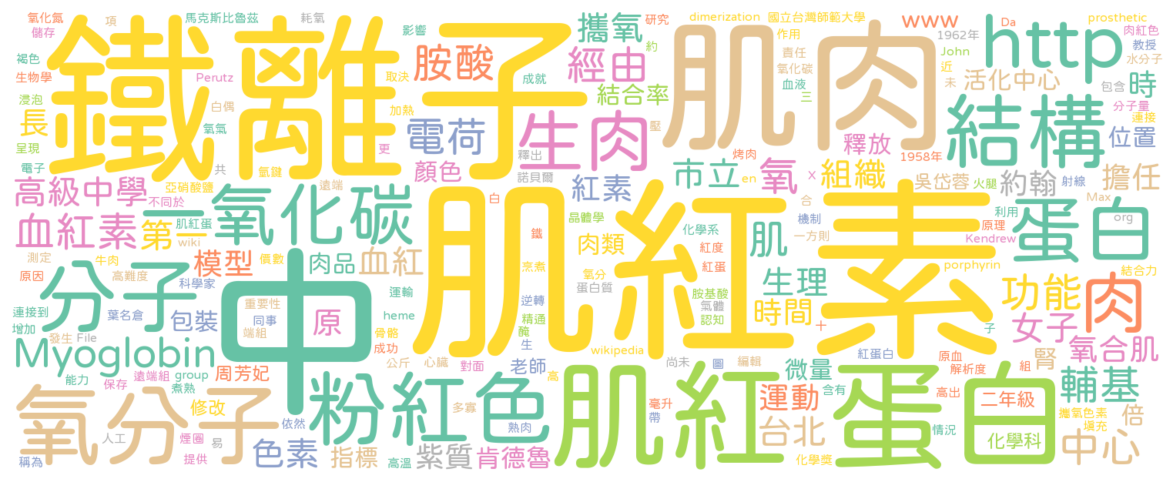 氧化氮 項 馬克斯比魯茲 耗氧 影響 攜氧 研究 dimerization 國立台灣師範大學 www Da prosthetic
儲存 鐵離子 肌肉 胺酸 經由 約 作用 1962年 John 肉紅色 教授
褐色 責任 氧化碳 http 近 未 水分子
生物學 Perutz 取決 加熱 成就 結合率 血液 三 活化中心 包含 時
浸泡 長 白偶 電荷 生肉 壓 結構 分子量 連接
呈現 氧氣 更 釋出 釋放 位置
電子 共 氫鍵 顏色 諾貝爾 烤肉 1958年
高級中學 亞硝酸鹽 遠端 白 紅素 市立 en 氧 x 組織 火腿 約翰 射線 擔任
不同於 二氧化碳 肌紅素 合 吳岱蓉 Max
血紅素 肌紅蛋 第一 晶體學 化學系 機制 利用 蛋白 org
wiki 鐵 肉類 肌 紅度 一方則 原理 Kendrew
測定 牛肉 價數 模型 肉品 血紅 氧分 紅蛋 生理 porphyrin 結合力
原因 分子 高難度 中 烹煮 蛋白質 胺基酸 功能 肉
科學家 重要性 運輸 逆轉 氣體 時間
連接到 葉名倉 包裝 同事 原 heme 精通 認知 女子 子
增加 發生 File 端組 骨骼 酶 十 氧合肌
Myoglobin 成功 生 wikipedia 紅蛋白 原血
周芳妃 公斤 心臟 對面 老師 尚未 圖 編輯 腎 解析度 組
能力 保存 遠端組 group 煮熟 高 微量 含有 高出 輔基
氧分子 修改 粉紅色 多寡 肌紅蛋白 毫升 運動 二年級 攜氧色素 倍
人工 煙圈 易 依然 熟肉 帶 台北 情況 填充
稱為 提供 色素 指標 高溫 紫質 肯德魯 化學獎 化學科 中心